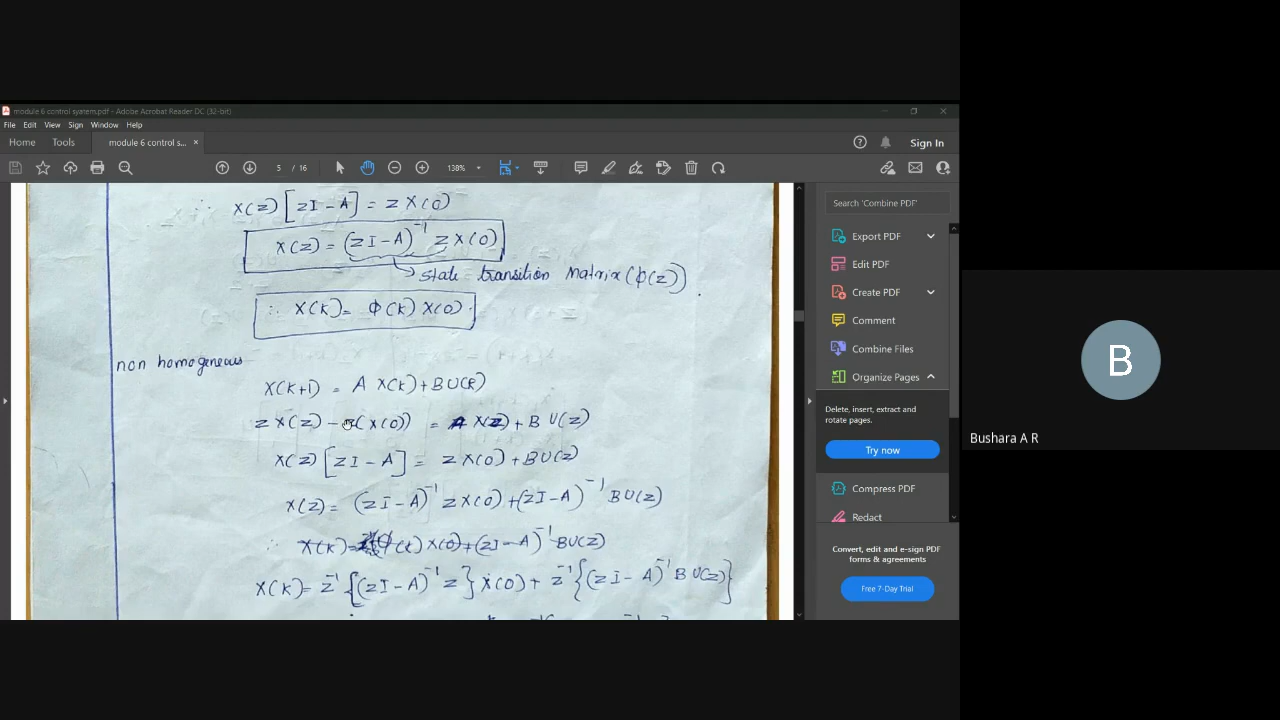 module 6 control system.pdf - Adobe Acrobat Reader DC (32-bit)
File Edit View Sign Window Help
Home Tools module 6 control s... ×
Sign In
5 / 16
138%
∴ X(z) [zI - A] = z X(0)
X(z) = (zI - A)⁻¹ z X(0)
→ state transition matrix (ϕ(z)).
∴ X(k) = ϕ(k) X(0).
non homogeneous
X(k+1) = A X(k) + B U(k)
z X(z) - (X(0)) = A X(z) + B U(z)
X(z) [zI - A] = z X(0) + B U(z)
X(z) = (zI - A)⁻¹ z X(0) + (zI - A)⁻¹ B U(z)
∴ X(k) = (k) X(0) + (zI - A)⁻¹ B U(z)
X(k) = z⁻¹ {(zI - A)⁻¹ z} X(0) + z⁻¹ {(zI - A)⁻¹ B U(z)}
Search 'Combine PDF'
Export PDF
Edit PDF
Create PDF
Comment
Combine Files
Organize Pages
Delete, insert, extract and
rotate pages.
Try now
Compress PDF
Redact
Convert, edit and e-sign PDF
forms & agreements
Free 7-Day Trial
B
Bushara A R